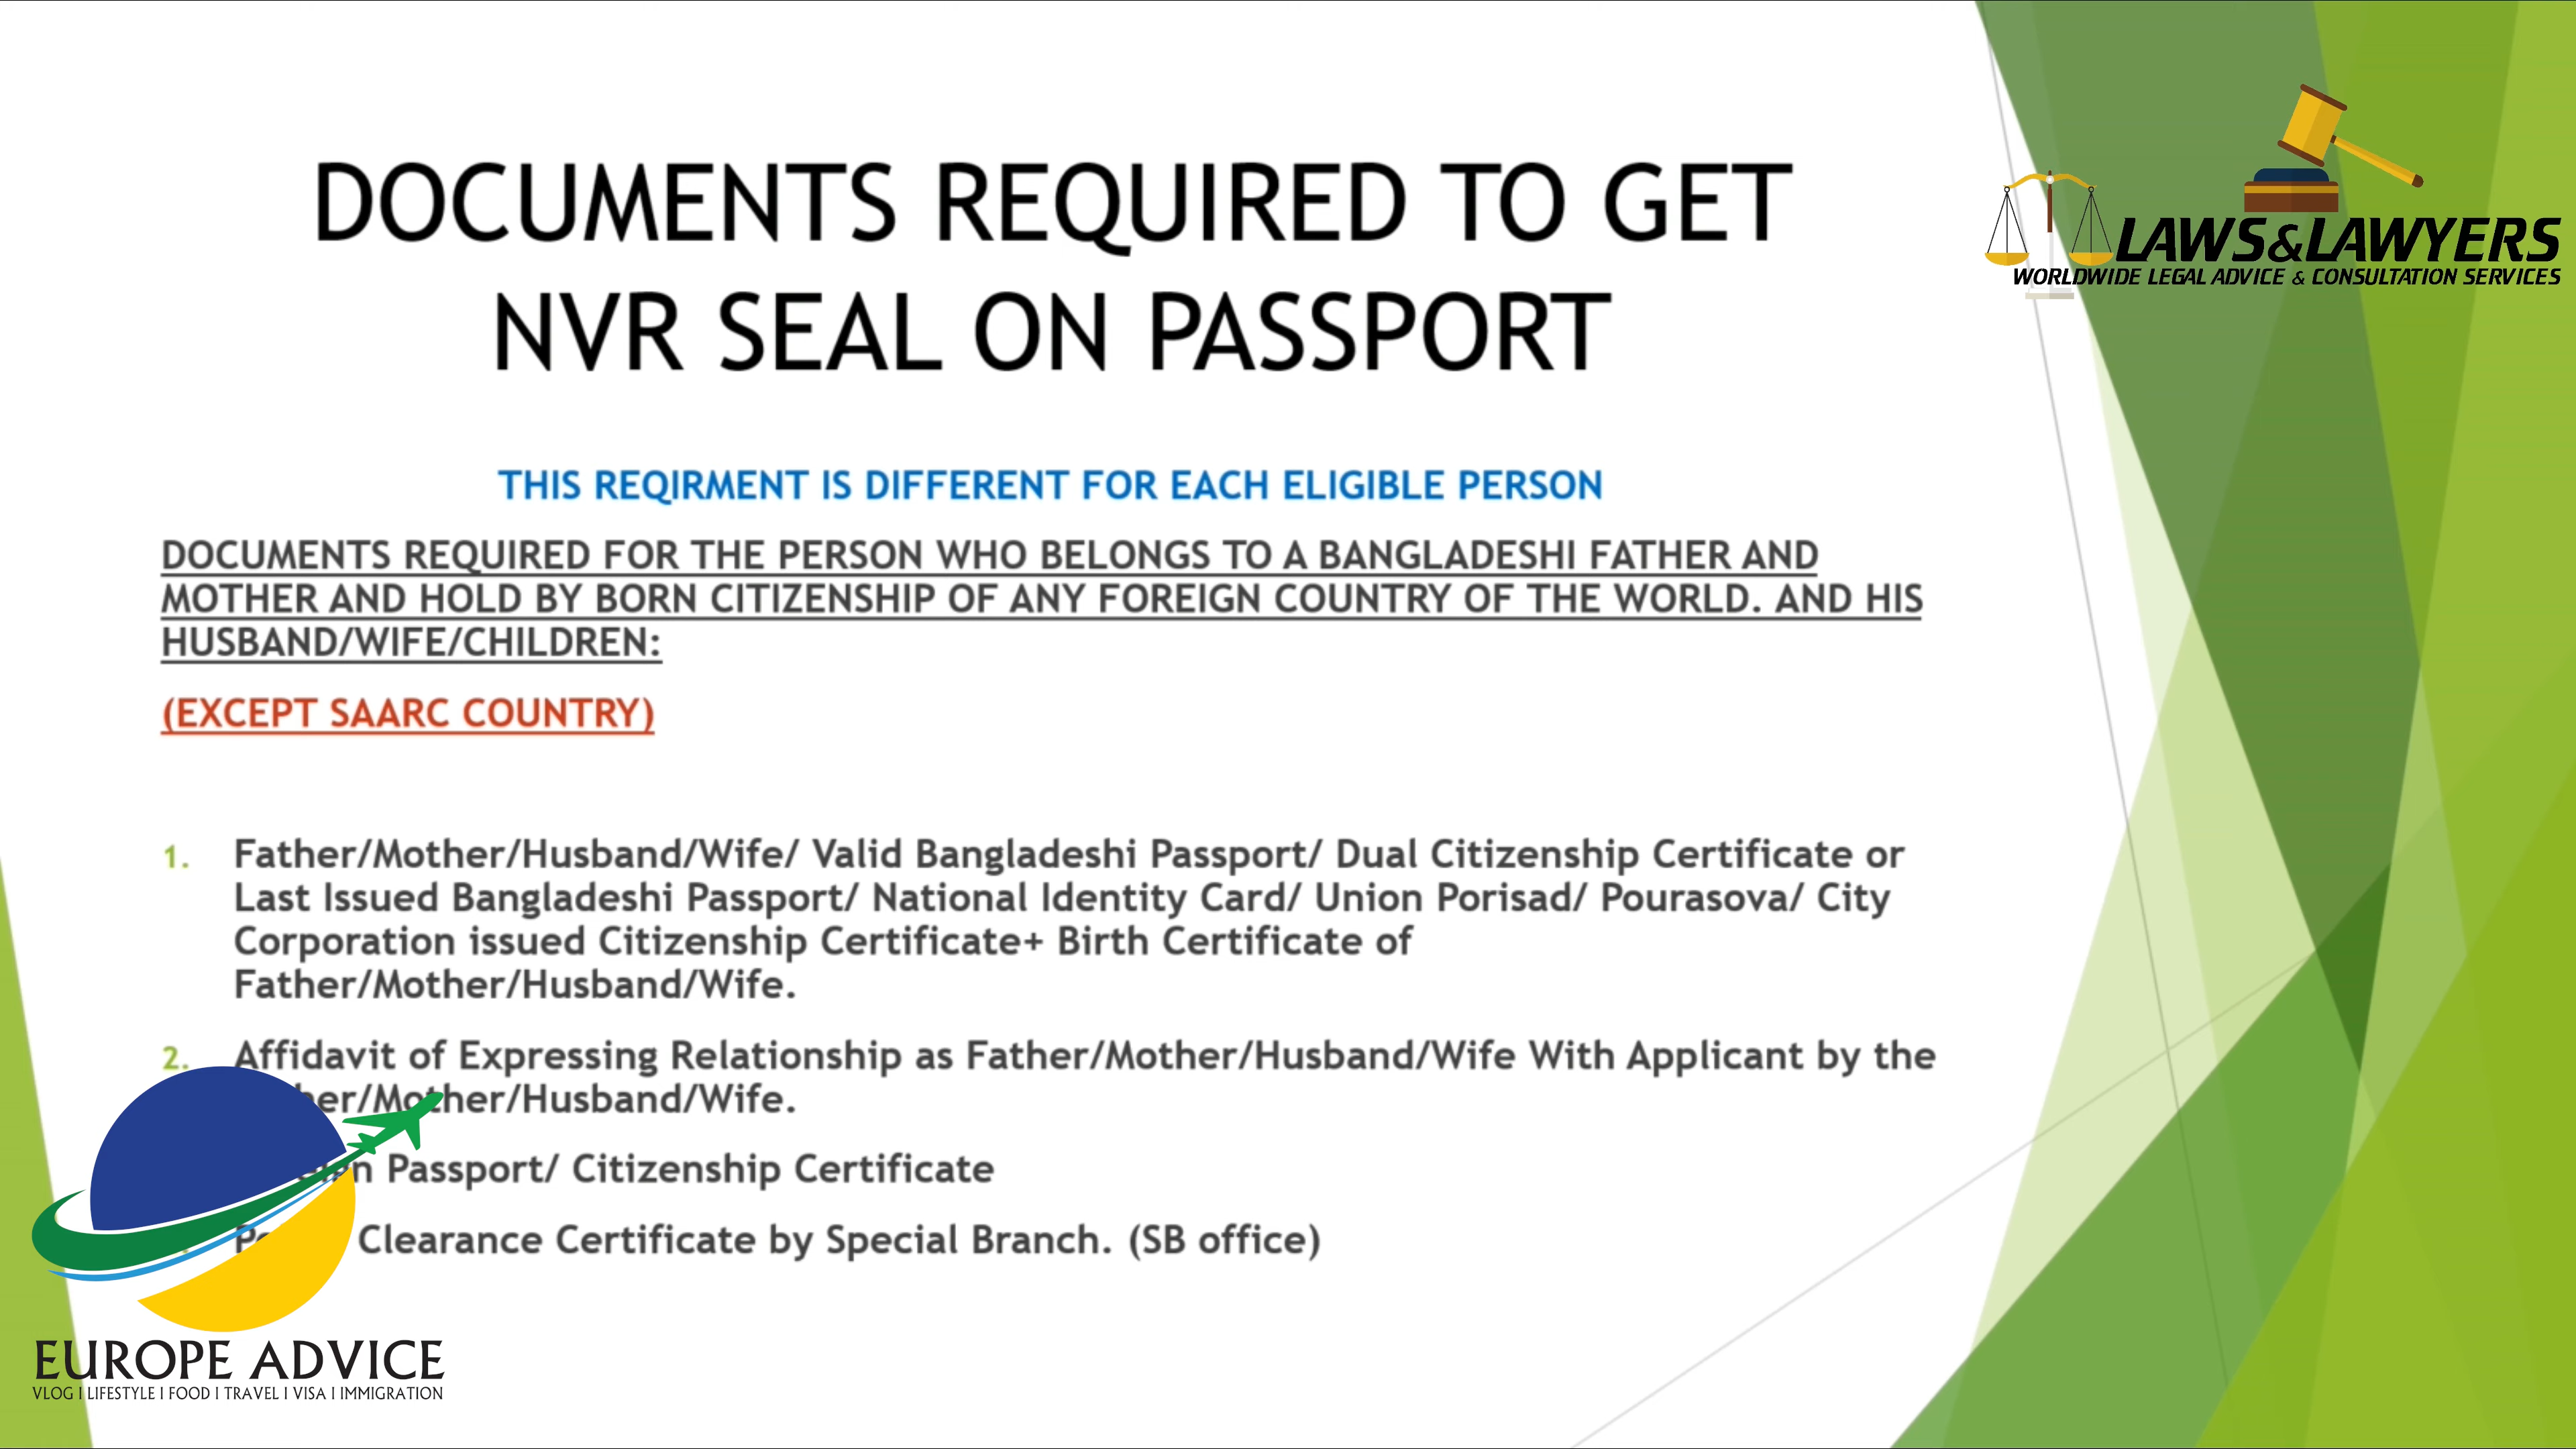 DOCUMENTS REQUIRED TO GET
NVR SEAL ON PASSPORT
LAWS&LAWYERS
WORLDWIDE LEGAL ADVICE & CONSULTATION SERVICES
THIS REQIRMENT IS DIFFERENT FOR EACH ELIGIBLE PERSON
DOCUMENTS REQUIRED FOR THE PERSON WHO BELONGS TO A BANGLADESHI FATHER AND
MOTHER AND HOLD BY BORN CITIZENSHIP OF ANY FOREIGN COUNTRY OF THE WORLD. AND HIS
HUSBAND/WIFE/CHILDREN:
(EXCEPT SAARC COUNTRY)
1. Father/Mother/Husband/Wife/ Valid Bangladeshi Passport/ Dual Citizenship Certificate or
Last Issued Bangladeshi Passport/ National Identity Card/ Union Porisad/ Pourasova/ City
Corporation issued Citizenship Certificate+ Birth Certificate of
Father/Mother/Husband/Wife.
2. Affidavit of Expressing Relationship as Father/Mother/Husband/Wife With Applicant by the
/Mother/Husband/Wife.
Passport/ Citizenship Certificate
Clearance Certificate by Special Branch. (SB office)
EUROPE ADVICE
VLOG I LIFESTYLE I FOOD I TRAVEL I VISA I IMMIGRATION